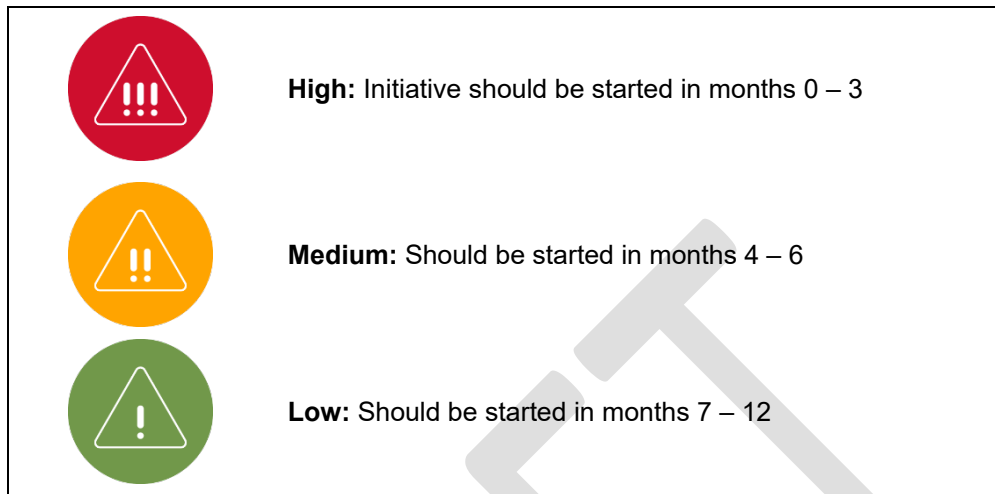 High: Initiative should be started in months 0 – 3
Medium: Should be started in months 4 – 6
Low: Should be started in months 7 – 12